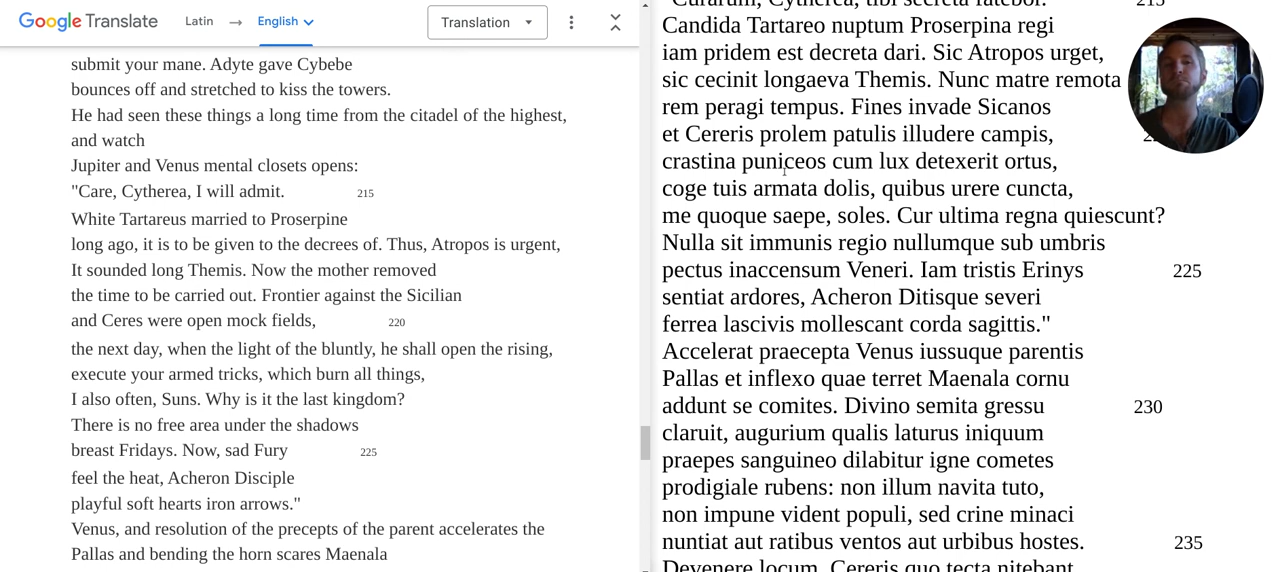 Google Translate
Latin → English
Translation
submit your mane. Adyte gave Cybebe
bounces off and stretched to kiss the towers.
He had seen these things a long time from the citadel of the highest,
and watch
Jupiter and Venus mental closets opens:
"Care, Cytherea, I will admit. 215
White Tartareus married to Proserpine
long ago, it is to be given to the decrees of. Thus, Atropos is urgent,
It sounded long Themis. Now the mother removed
the time to be carried out. Frontier against the Sicilian
and Ceres were open mock fields, 220
the next day, when the light of the bluntly, he shall open the rising,
execute your armed tricks, which burn all things,
I also often, Suns. Why is it the last kingdom?
There is no free area under the shadows
breast Fridays. Now, sad Fury 225
feel the heat, Acheron Disciple
playful soft hearts iron arrows."
Venus, and resolution of the precepts of the parent accelerates the
Pallas and bending the horn scares Maenala
"Curarum, Cytherea, tibi secreta fatebor. 215
Candida Tartareo nuptum Proserpina regi
iam pridem est decreta dari. Sic Atropos urget,
sic cecinit longaeva Themis. Nunc matre remota
rem peragi tempus. Fines invade Sicanos
et Cereris prolem patulis illudere campis,
crastina puniceos cum lux detexerit ortus,
coge tuis armata dolis, quibus urere cuncta,
me quoque saepe, soles. Cur ultima regna quiescunt?
Nulla sit immunis regio nullumque sub umbris
pectus inaccensum Veneri. Iam tristis Erinys 225
sentiat ardores, Acheron Ditisque severi
ferrea lascivis mollescant corda sagittis."
Accelerat praecepta Venus iussuque parentis
Pallas et inflexo quae terret Maenala cornu
addunt se comites. Divino semita gressu 230
claruit, augurium qualis laturus iniquum
praepes sanguineo dilabitur igne cometes
prodigiale rubens: non illum navita tuto,
non impune vident populi, sed crine minaci
nuntiat aut ratibus ventos aut urbibus hostes. 235
Devenere locum, Cereris quo tecta nitebant